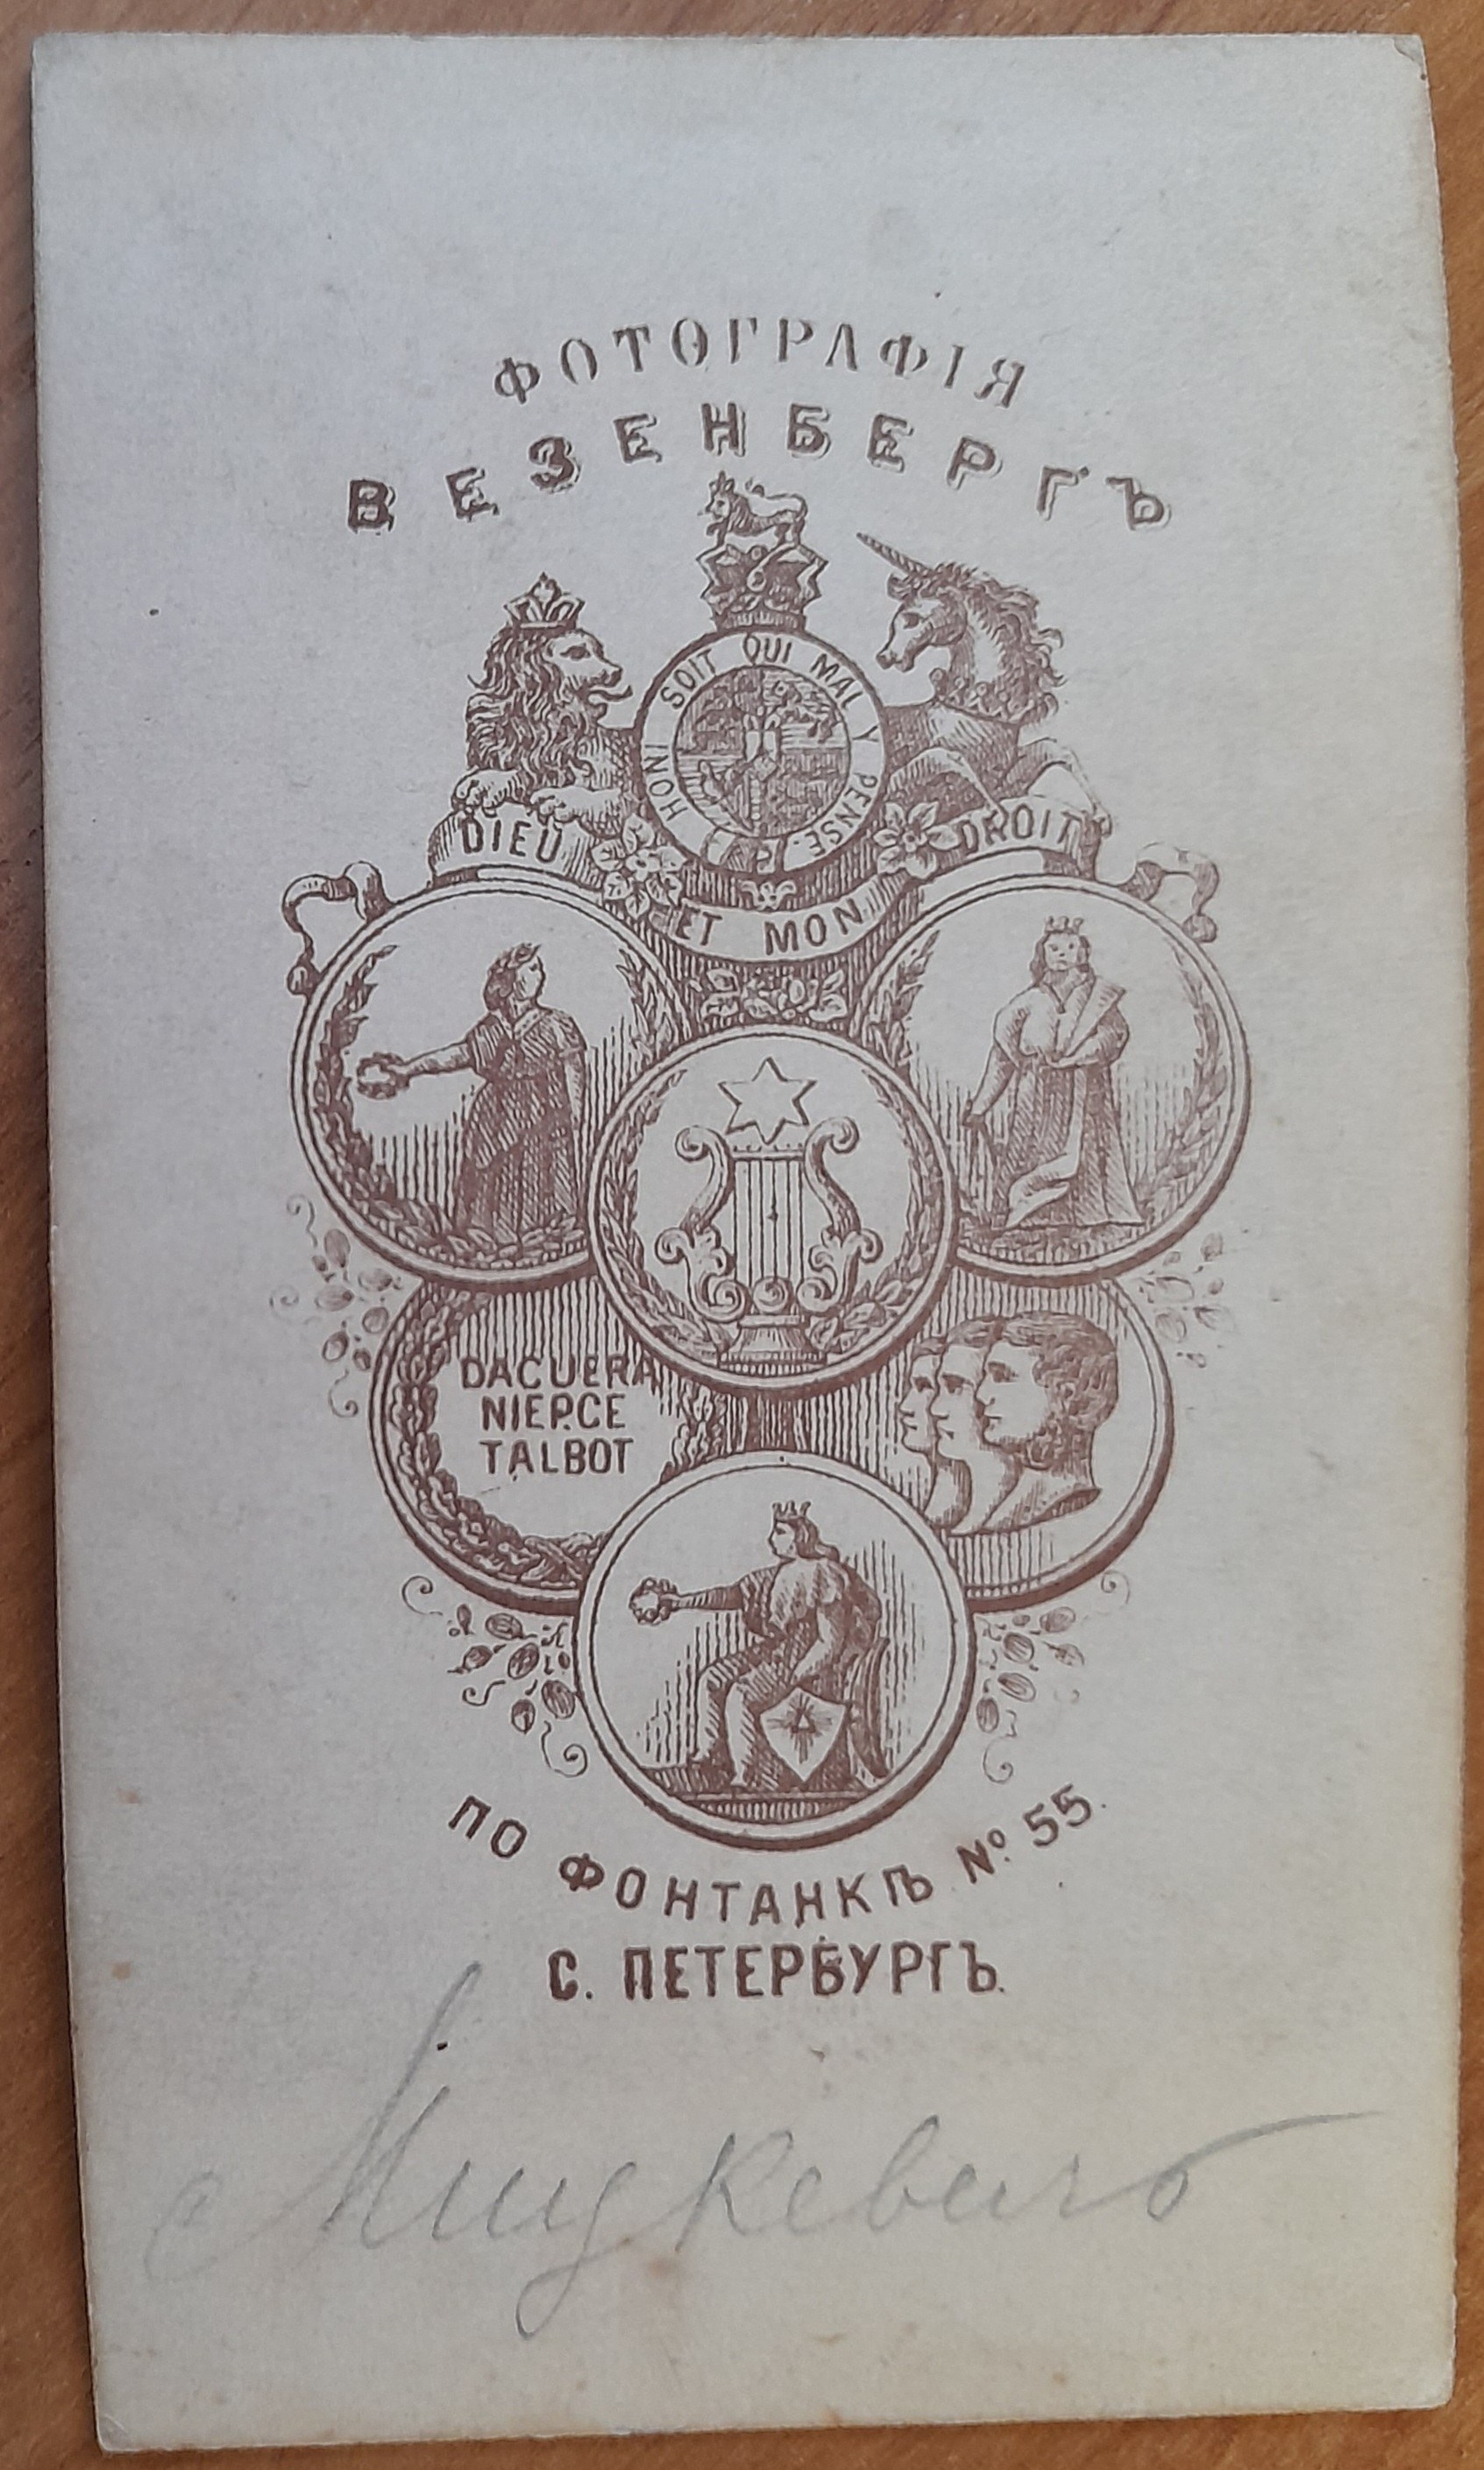 ФОТОГРАФІЯ
ВЕЗЕНБЕРГЪ
HONI SOIT QUI MAL Y PENSE
DIEU ET MON DROIT
DACUERA
NIEPCE
TALBOT
ПО ФОНТАНКѢ № 55.
С. ПЕТЕРБУРГЪ.
Мицкевичъ